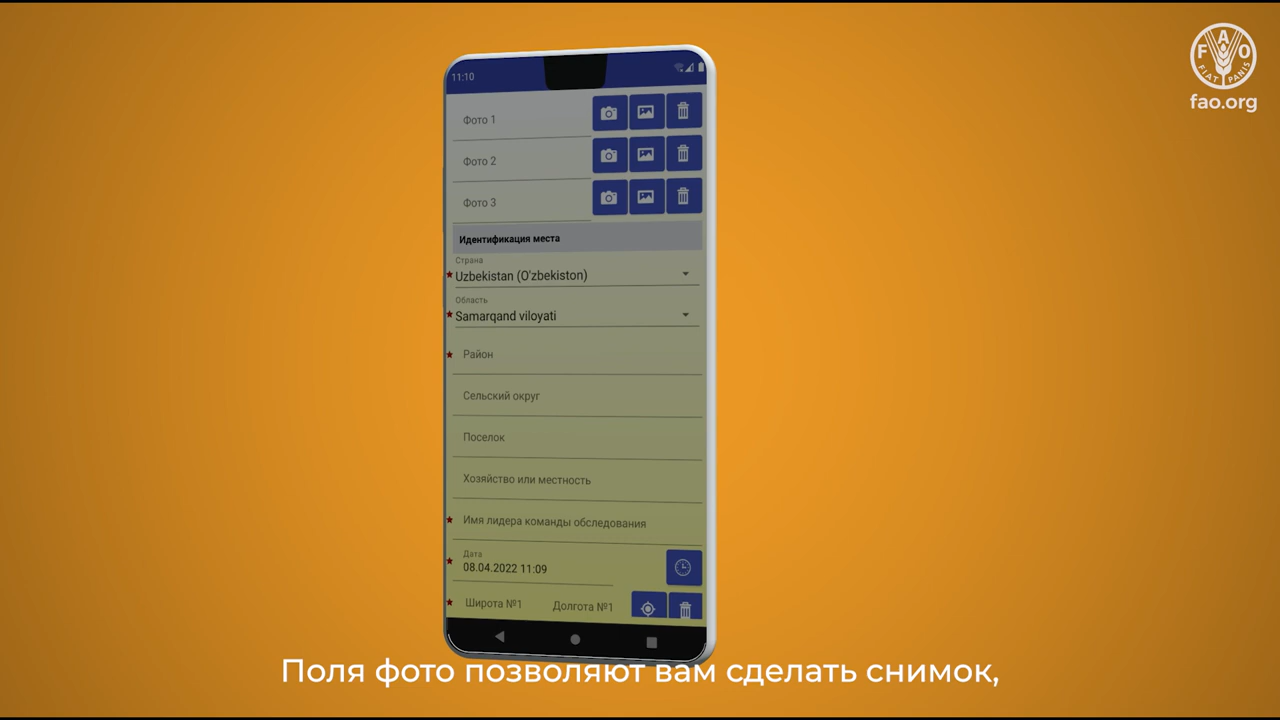 11:10
Фото 1
Фото 2
Фото 3
Идентификация места
Страна
★ Uzbekistan (O'zbekiston)
Область
★ Samarqand viloyati
★ Район
Сельский округ
Поселок
Хозяйство или местность
★ Имя лидера команды обследования
Дата
★ 08.04.2022 11:09
★ Широта №1 Долгота №1
Поля фото позволяют вам сделать снимок,
F A O
FIAT PANIS
fao.org